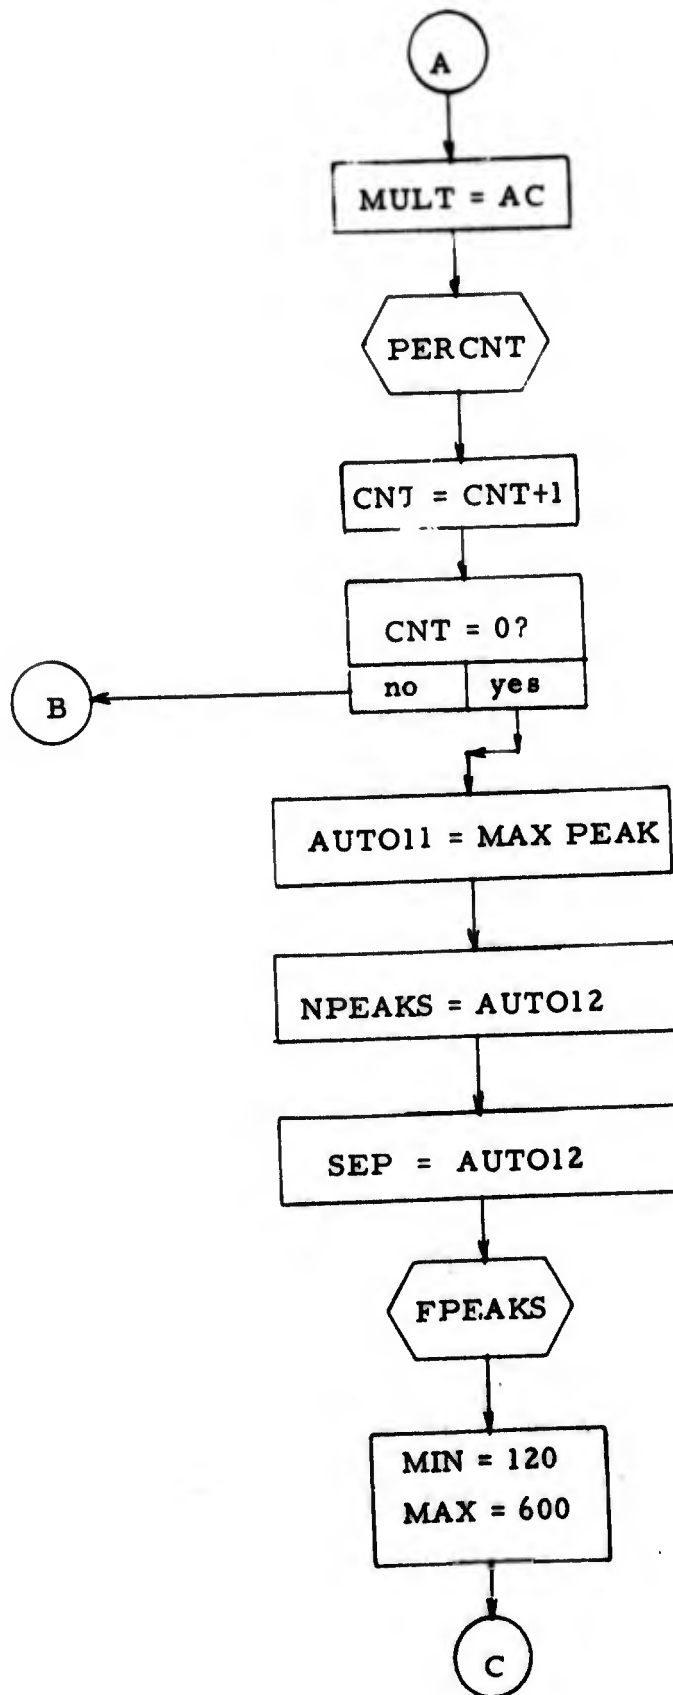 A
MULT = AC
PERCNT
CNT = CNT+1
CNT = 0?
no yes
B
AUTO11 = MAX PEAK
NPEAKS = AUTO12
SEP = AUTO12
FPEAKS
MIN = 120
MAX = 600
C